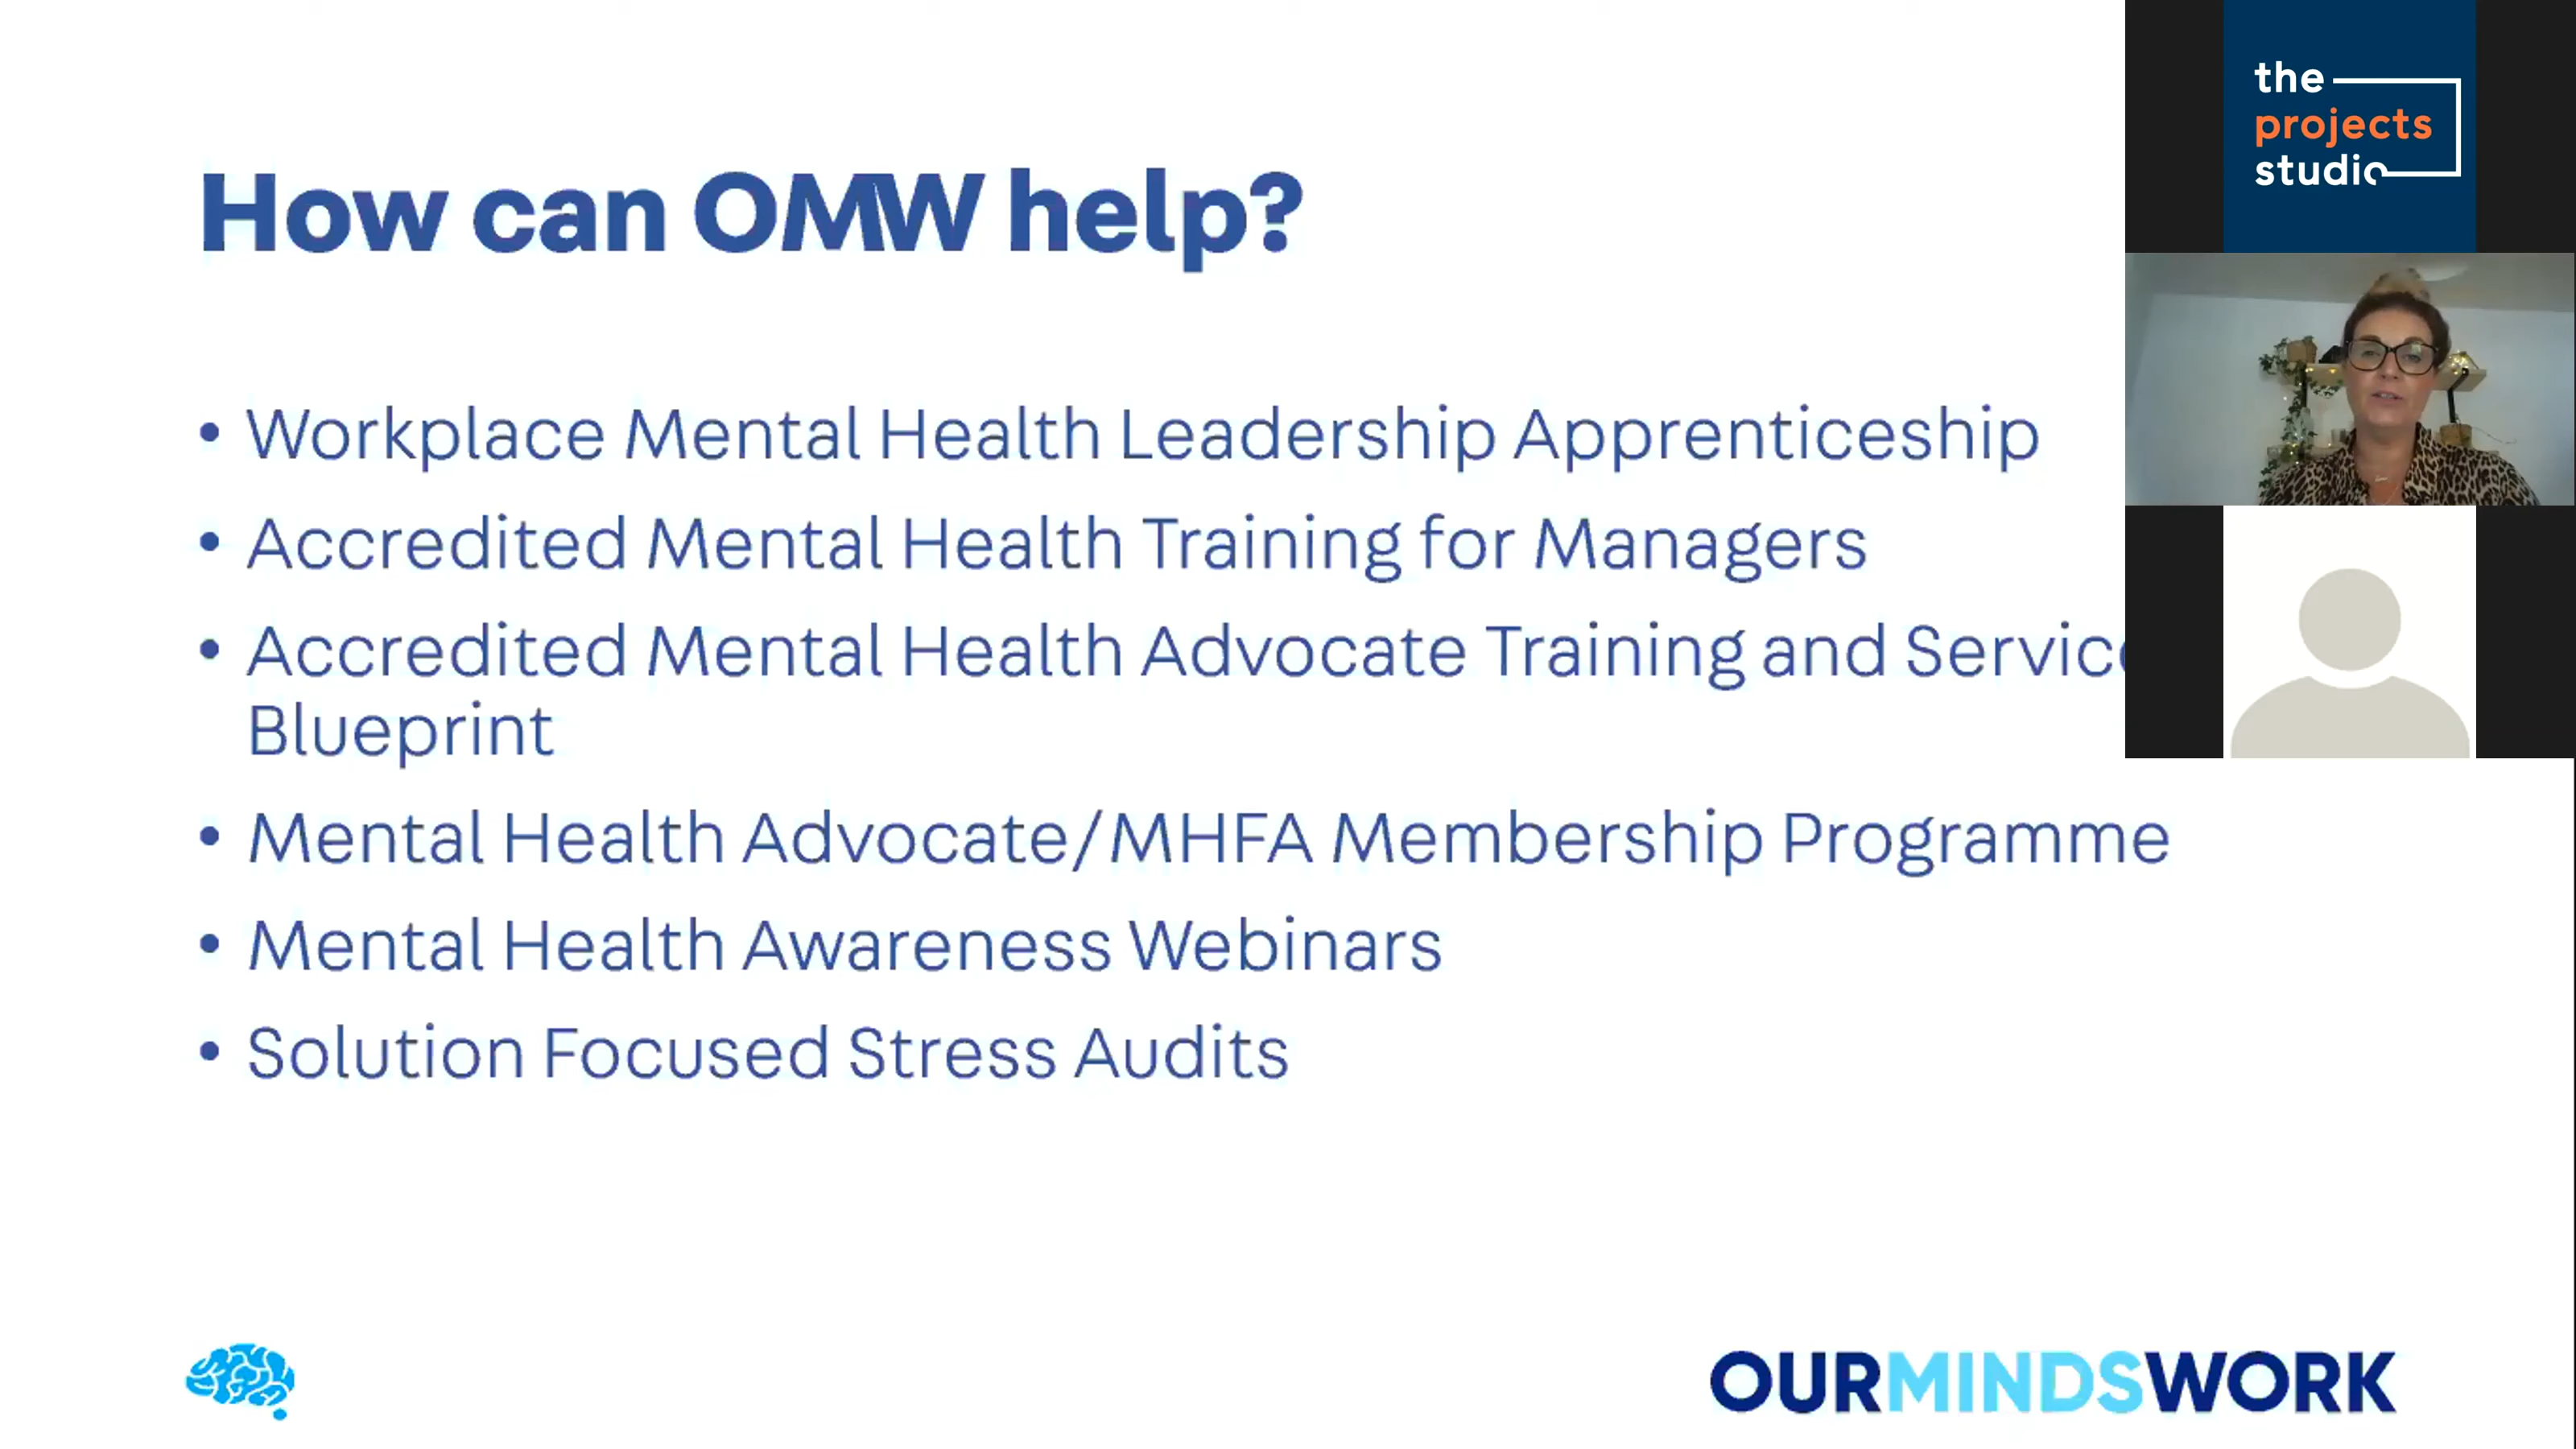 How can OMW help?
• Workplace Mental Health Leadership Apprenticeship
• Accredited Mental Health Training for Managers
• Accredited Mental Health Advocate Training and
Blueprint
• Mental Health Advocate/MHFA Membership Programme
• Mental Health Awareness Webinars
• Solution Focused Stress Audits
OURMINDSWORK
the
projects
studio